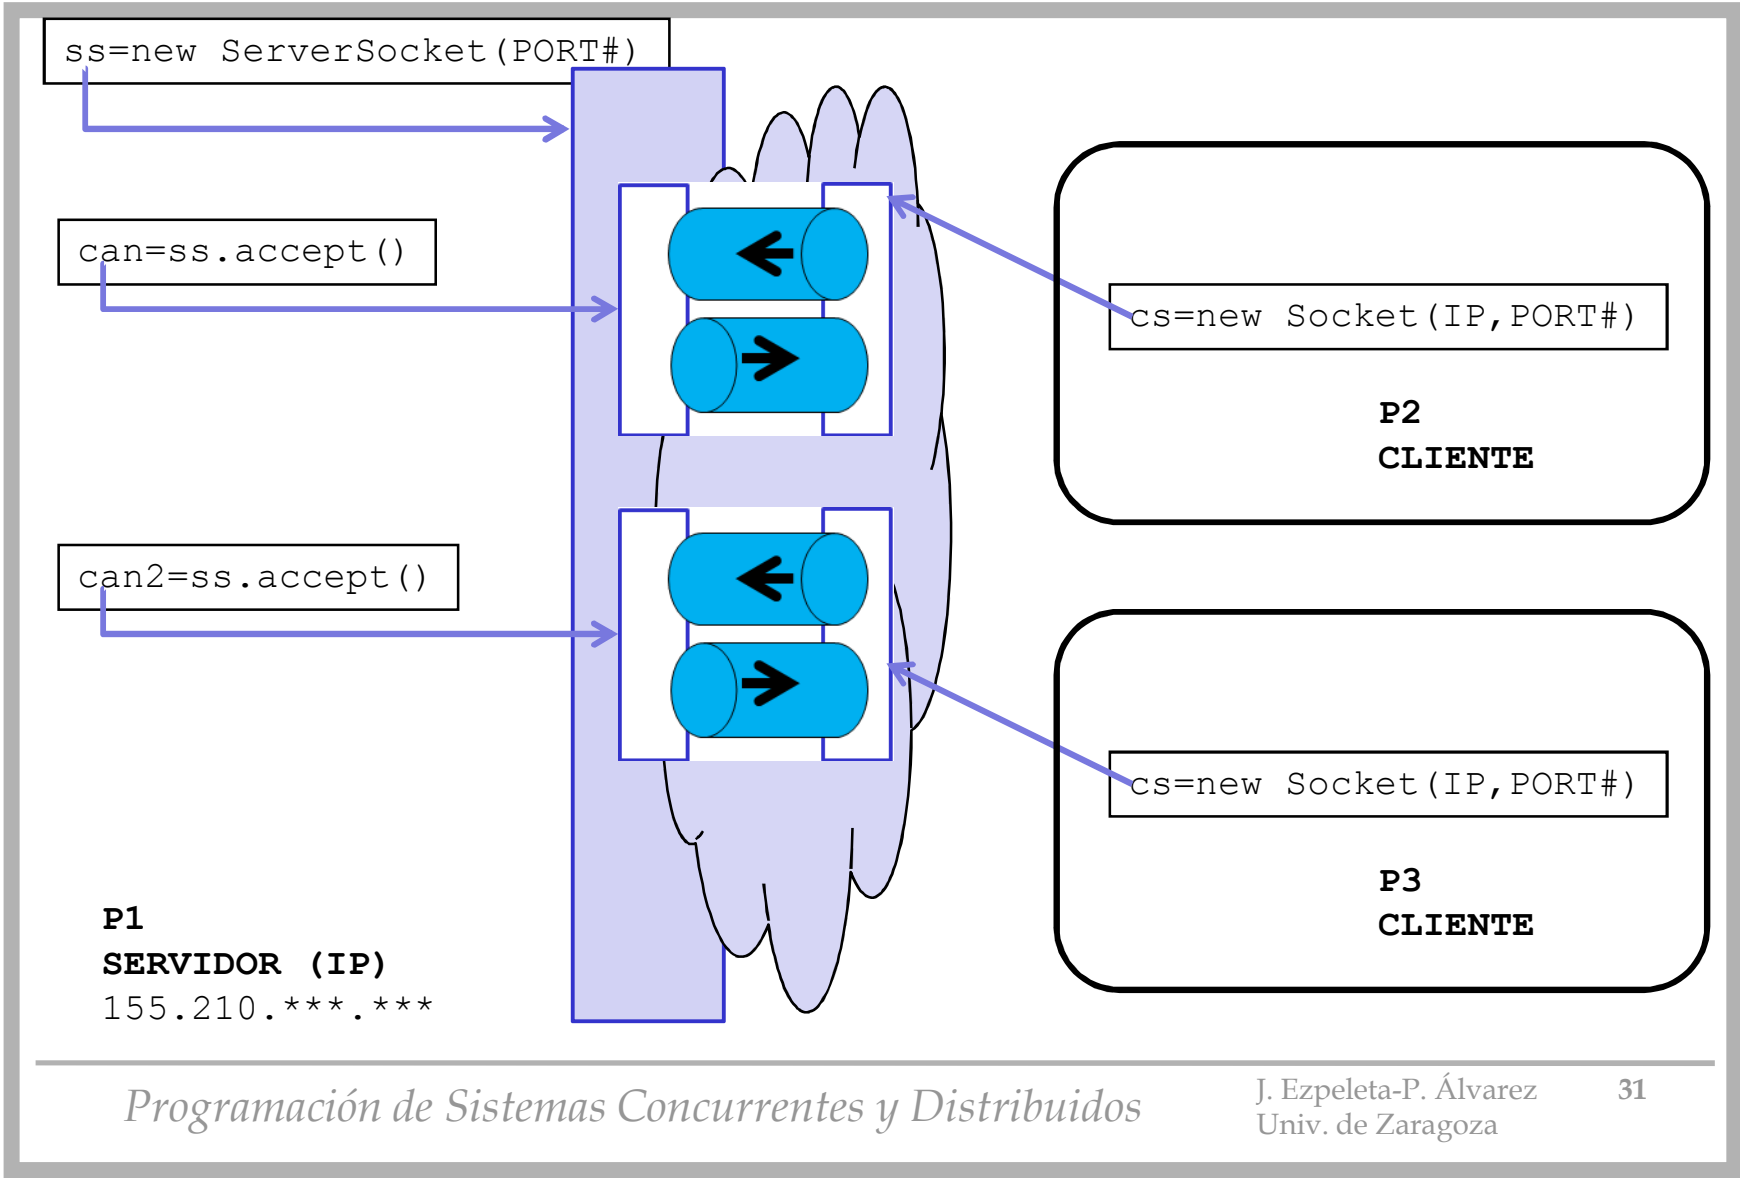 ss=new ServerSocket(PORT#)
can=ss.accept()
cs=new Socket(IP,PORT#)
P2
CLIENTE
can2=ss.accept()
cs=new Socket(IP,PORT#)
P3
CLIENTE
P1
SERVIDOR (IP)
155.210.***.***
Programación de Sistemas Concurrentes y Distribuidos
J. Ezpeleta-P. Álvarez
Univ. de Zaragoza
31